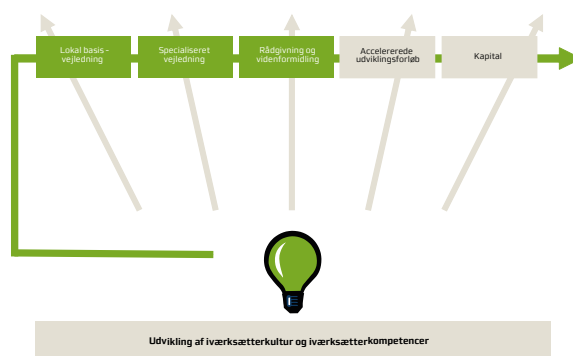 Lokal basis -
vejledning
Specialiseret
vejledning
Rådgivning og
videnformidling
Accelererede
udviklingsforløb
Kapital
Udvikling af iværksætterkultur og iværksætterkompetencer